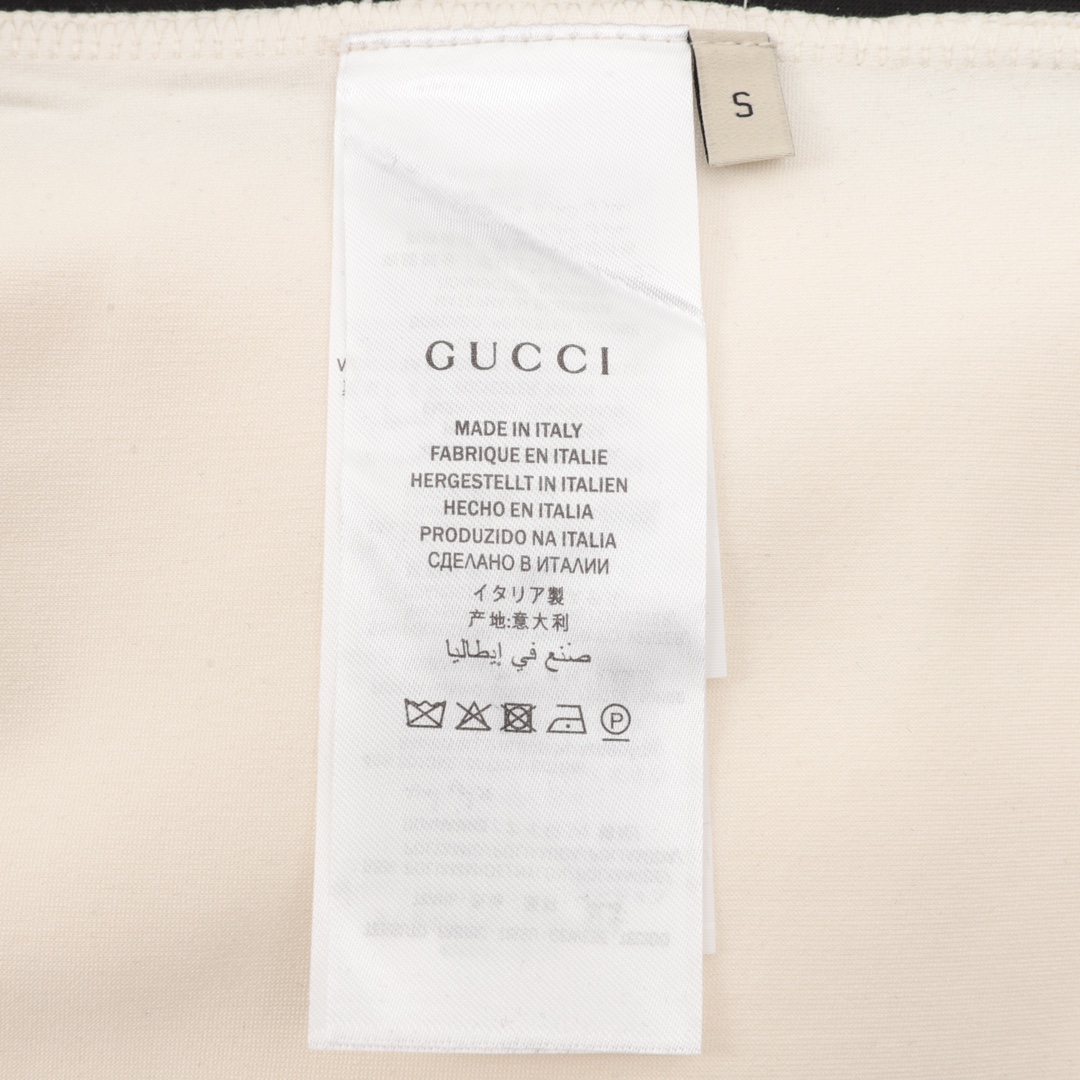 S
GUCCI
MADE IN ITALY
FABRIQUE EN ITALIE
HERGESTELLT IN ITALIEN
HECHO EN ITALIA
PRODUZIDO NA ITALIA
СДЕЛАНО В ИТАЛИИ
イタリア製
产地:意大利
صنع في إيطاليا
P